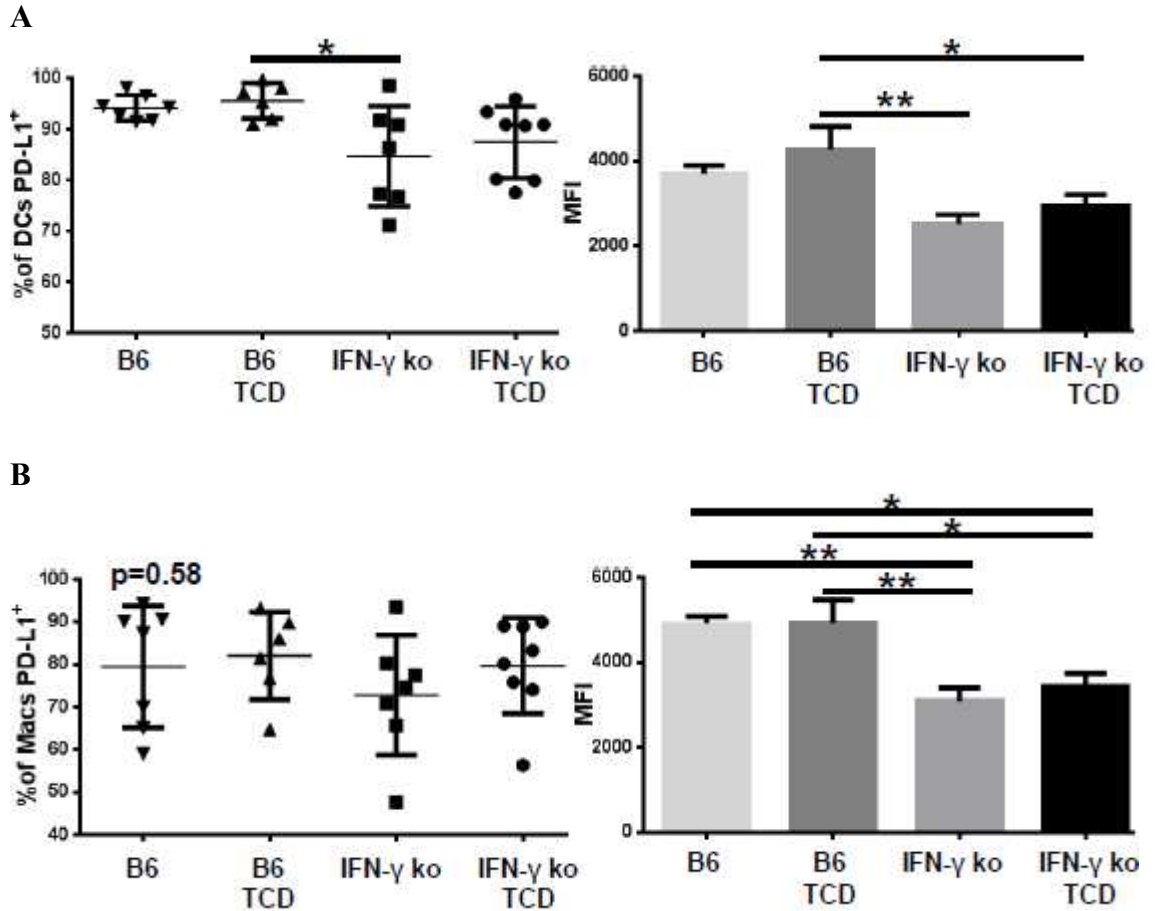 A
*
*
**
100
90
80
70
60
50
%of DCs PD-L1+
B6
B6
TCD
IFN-γ ko
IFN-γ ko
TCD
6000
4000
2000
0
MFI
B6
B6
TCD
IFN-γ ko
IFN-γ ko
TCD
B
*
*
**
**
p=0.58
100
90
80
70
60
50
40
%of Macs PD-L1+
B6
B6
TCD
IFN-γ ko
IFN-γ ko
TCD
6000
4000
2000
0
MFI
B6
B6
TCD
IFN-γ ko
IFN-γ ko
TCD